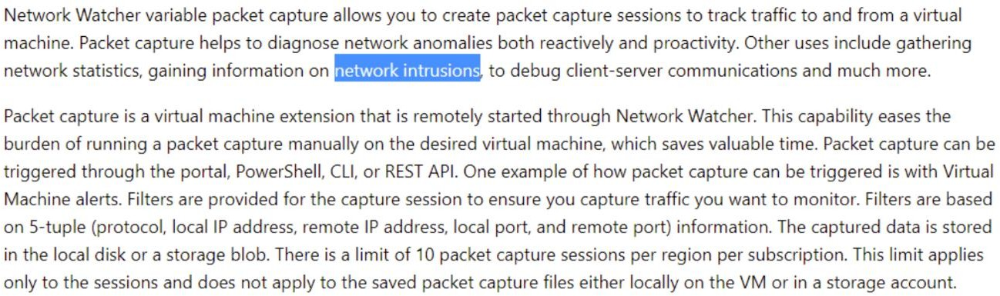 Network Watcher variable packet capture allows you to create packet capture sessions to track traffic to and from a virtual
machine. Packet capture helps to diagnose network anomalies both reactively and proactivity. Other uses include gathering
network statistics, gaining information on network intrusions, to debug client-server communications and much more.
Packet capture is a virtual machine extension that is remotely started through Network Watcher. This capability eases the
burden of running a packet capture manually on the desired virtual machine, which saves valuable time. Packet capture can be
triggered through the portal, PowerShell, CLI, or REST API. One example of how packet capture can be triggered is with Virtual
Machine alerts. Filters are provided for the capture session to ensure you capture traffic you want to monitor. Filters are based
on 5-tuple (protocol, local IP address, remote IP address, local port, and remote port) information. The captured data is stored
in the local disk or a storage blob. There is a limit of 10 packet capture sessions per region per subscription. This limit applies
only to the sessions and does not apply to the saved packet capture files either locally on the VM or in a storage account.